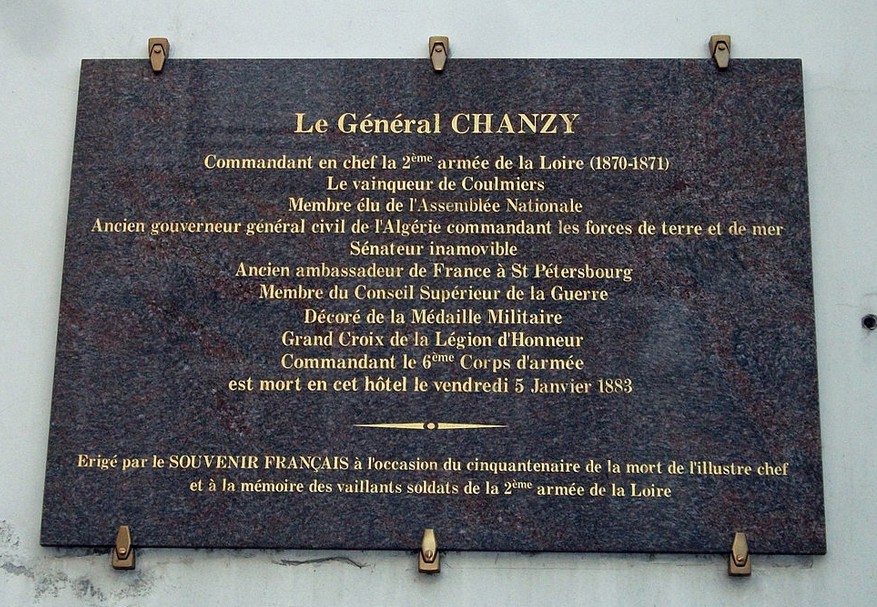 Le Général CHANZY
Commandant en chef la 2ème armée de la Loire (1870-1871)
Le vainqueur de Coulmiers
Membre élu de l'Assemblée Nationale
Ancien gouverneur général civil de l'Algérie commandant les forces de terre et de mer
Sénateur inamovible
Ancien ambassadeur de France à St Pétersbourg
Membre du Conseil Supérieur de la Guerre
Décoré de la Médaille Militaire
Grand Croix de la Légion d'Honneur
Commandant le 6ème Corps d'armée
est mort en cet hôtel le vendredi 5 Janvier 1883
Erigé par le SOUVENIR FRANÇAIS à l'occasion du cinquantenaire de la mort de l'illustre chef
et à la mémoire des vaillants soldats de la 2ème armée de la Loire